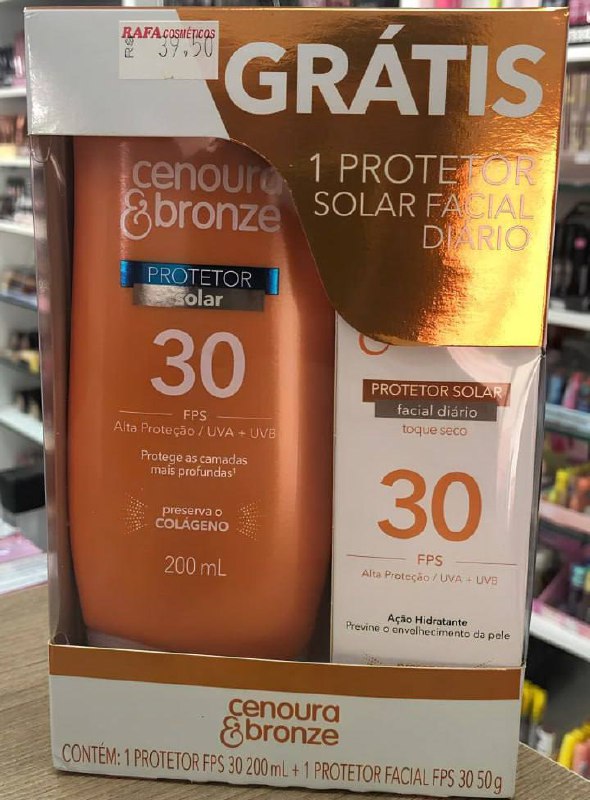 RAFA COSMÉTICOS
R$ 39,50
GRÁTIS
1 PROTETOR
SOLAR FACIAL
DIÁRIO
cenoura
&bronze
PROTETOR
solar
30
FPS
Alta Proteção / UVA + UVB
Protege as camadas
mais profundas¹
preserva o
COLÁGENO
200 mL
PROTETOR SOLAR
facial diário
toque seco
30
FPS
Alta Proteção / UVA + UVB
Ação Hidratante
Previne o envelhecimento da pele
cenoura
&bronze
CONTÉM: 1 PROTETOR FPS 30 200 mL + 1 PROTETOR FACIAL FPS 30 50g